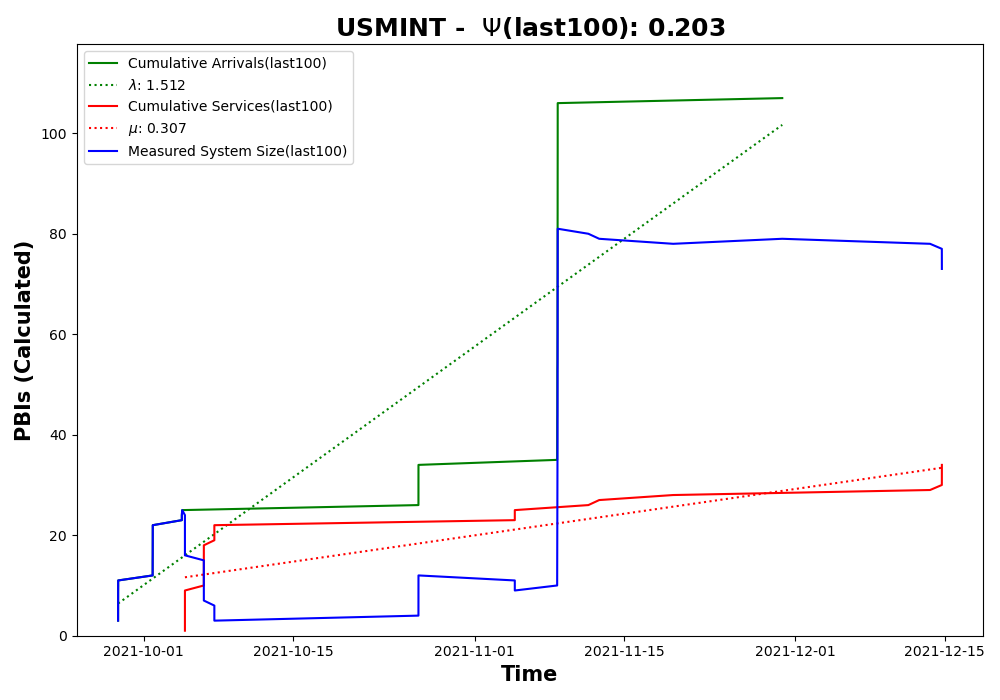 USMINT - Ψ(last100): 0.203
Cumulative Arrivals(last100)
λ: 1.512
Cumulative Services(last100)
μ: 0.307
Measured System Size(last100)
PBIs (Calculated)
100
80
60
40
20
0
2021-10-01 2021-10-15 2021-11-01 2021-11-15 2021-12-01 2021-12-15
Time